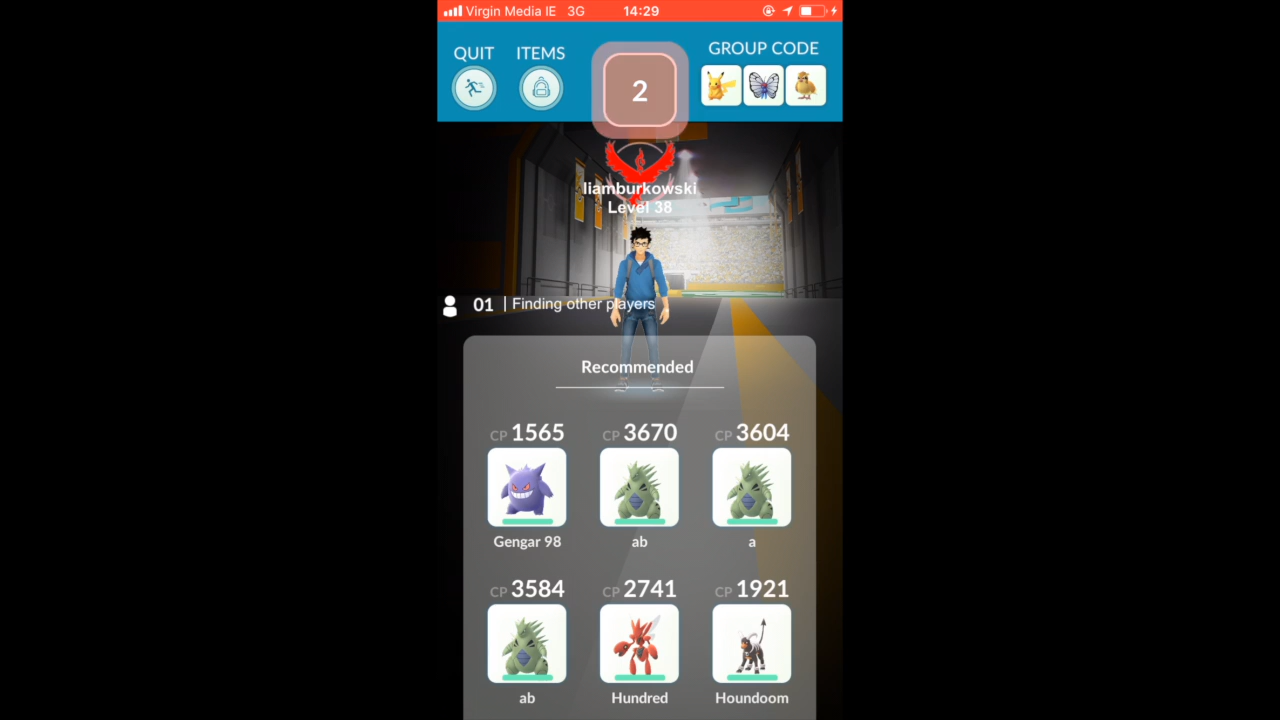 Virgin Media IE 3G 14:29
QUIT ITEMS GROUP CODE
2
liamburkowski
Level 38
01 | Finding other players
Recommended
CP 1565 CP 3670 CP 3604
Gengar 98 ab a
CP 3584 CP 2741 CP 1921
ab Hundred Houndoom